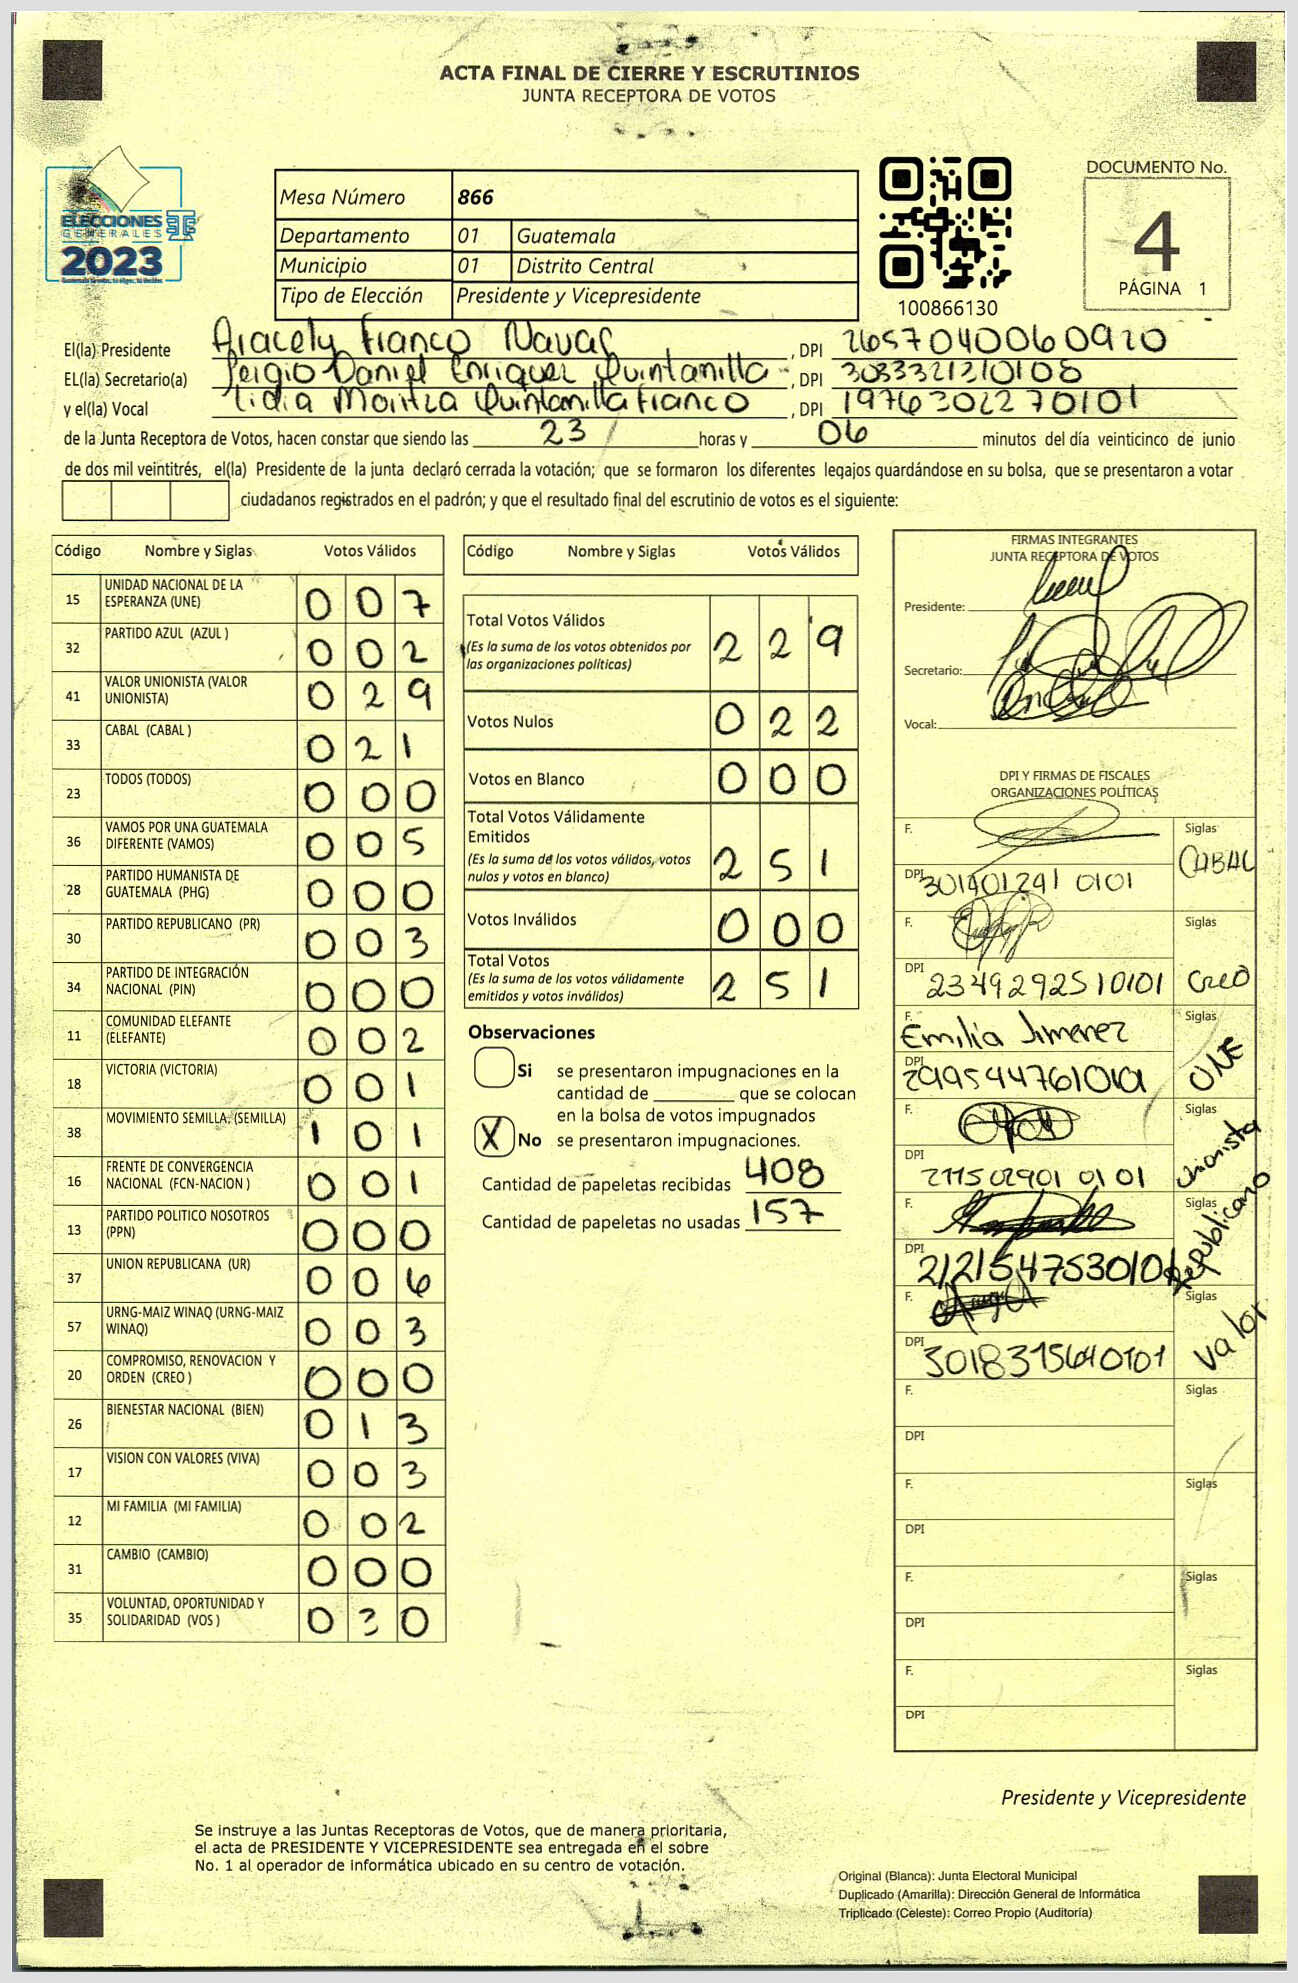 ACTA FINAL DE CIERRE Y ESCRUTINIOS
JUNTA RECEPTORA DE VOTOS
ELECCIONES
GENERALES
2023
Mesa Número 866
Departamento 01 Guatemala
Municipio 01 Distrito Central
Tipo de Elección Presidente y Vicepresidente
100866130
DOCUMENTO No.
4
PÁGINA 1
El(la) Presidente Aracely Franco Navas, DPI 2657040060920
EL(la) Secretario(a) Sergio Daniel Enriquez Quintanilla, DPI 3033321210108
y el(la) Vocal Lidia Maritza Quintanilla Franco, DPI 1976302270101
de la Junta Receptora de Votos, hacen constar que siendo las 23 horas y 06 minutos del día veinticinco de junio
de dos mil veintitrés, el(la) Presidente de la junta declaró cerrada la votación; que se formaron los diferentes legajos guardándose en su bolsa, que se presentaron a votar
ciudadanos registrados en el padrón; y que el resultado final del escrutinio de votos es el siguiente:
Código Nombre y Siglas Votos Válidos
15 UNIDAD NACIONAL DE LA ESPERANZA (UNE) 0 0 7
32 PARTIDO AZUL (AZUL ) 0 0 2
41 VALOR UNIONISTA (VALOR UNIONISTA) 0 2 9
33 CABAL (CABAL ) 0 2 1
23 TODOS (TODOS) 0 0 0
36 VAMOS POR UNA GUATEMALA DIFERENTE (VAMOS) 0 0 5
28 PARTIDO HUMANISTA DE GUATEMALA (PHG) 0 0 0
30 PARTIDO REPUBLICANO (PR) 0 0 3
34 PARTIDO DE INTEGRACIÓN NACIONAL (PIN) 0 0 0
11 COMUNIDAD ELEFANTE (ELEFANTE) 0 0 2
18 VICTORIA (VICTORIA) 0 0 1
38 MOVIMIENTO SEMILLA (SEMILLA) 1 0 1
16 FRENTE DE CONVERGENCIA NACIONAL (FCN-NACION ) 0 0 1
13 PARTIDO POLITICO NOSOTROS (PPN) 0 0 0
37 UNION REPUBLICANA (UR) 0 0 6
57 URNG-MAIZ WINAQ (URNG-MAIZ WINAQ) 0 0 3
20 COMPROMISO, RENOVACION Y ORDEN (CREO ) 0 0 0
26 BIENESTAR NACIONAL (BIEN) 0 1 3
17 VISION CON VALORES (VIVA) 0 0 3
12 MI FAMILIA (MI FAMILIA) 0 0 2
31 CAMBIO (CAMBIO) 0 0 0
35 VOLUNTAD, OPORTUNIDAD Y SOLIDARIDAD (VOS ) 0 3 0
Código Nombre y Siglas Votos Válidos
Total Votos Válidos 2 2 9
(Es la suma de los votos obtenidos por
las organizaciones políticas)
Votos Nulos 0 2 2
Votos en Blanco 0 0 0
Total Votos Válidamente
Emitidos 2 5 1
(Es la suma de los votos válidos, votos
nulos y votos en blanco)
Votos Inválidos 0 0 0
Total Votos 2 5 1
(Es la suma de los votos válidamente
emitidos y votos inválidos)
Observaciones
Si se presentaron impugnaciones en la
cantidad de ________ que se colocan
en la bolsa de votos impugnados
X No se presentaron impugnaciones.
Cantidad de papeletas recibidas 408
Cantidad de papeletas no usadas 157
FIRMAS INTEGRANTES
JUNTA RECEPTORA DE VOTOS
Presidente:
Secretario:
Vocal:
DPI Y FIRMAS DE FISCALES
ORGANIZACIONES POLÍTICAS
F. Siglas CABAL
DPI 301401241 0101
F. Siglas Creo
DPI 2349292510101
F. Emilia Jimenez Siglas UNE
DPI 2995447610101
F. Siglas Unionista
DPI 211502901 01 01
F. Siglas Republicano
DPI 2121547530101
F. Siglas Valor
DPI 3018315640101
F. Siglas
DPI
F. Siglas
DPI
F. Siglas
DPI
F. Siglas
DPI
Presidente y Vicepresidente
Se instruye a las Juntas Receptoras de Votos, que de manera prioritaria,
el acta de PRESIDENTE Y VICEPRESIDENTE sea entregada en el sobre
No. 1 al operador de informática ubicado en su centro de votación.
Original (Blanca): Junta Electoral Municipal
Duplicado (Amarilla): Dirección General de Informática
Triplicado (Celeste): Correo Propio (Auditoría)